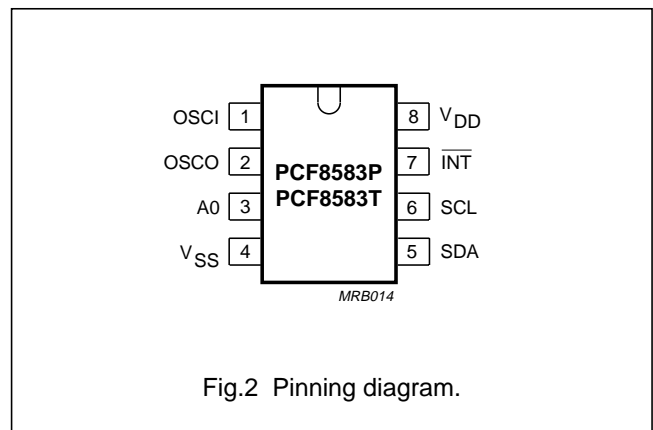 OSCI 1 8 VDD
OSCO 2 7 INT
PCF8583P
PCF8583T
A0 3 6 SCL
VSS 4 5 SDA
MRB014
Fig.2 Pinning diagram.